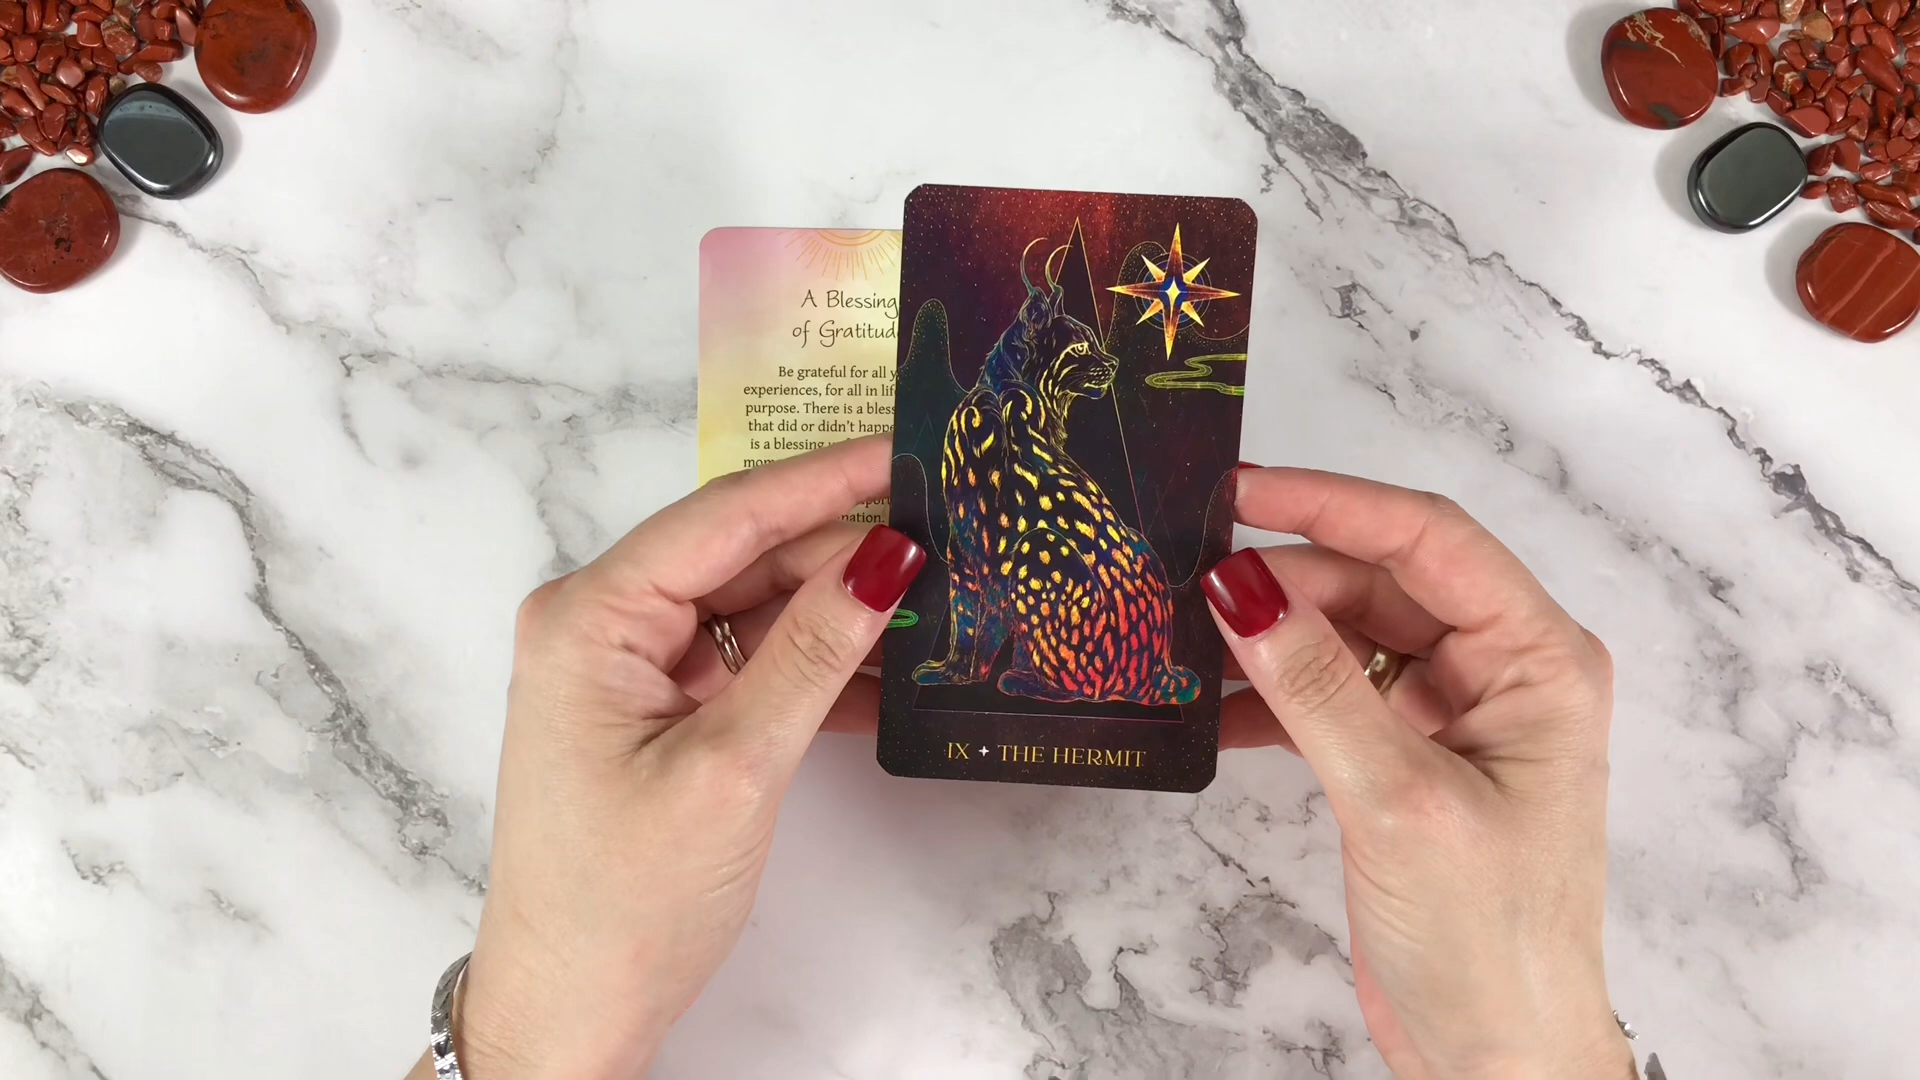 A Blessing
of Gratitud
Be grateful for all y
experiences, for all in lif
purpose. There is a bless
that did or didn't happe
is a blessing
mom
nation.
IX ✦ THE HERMIT